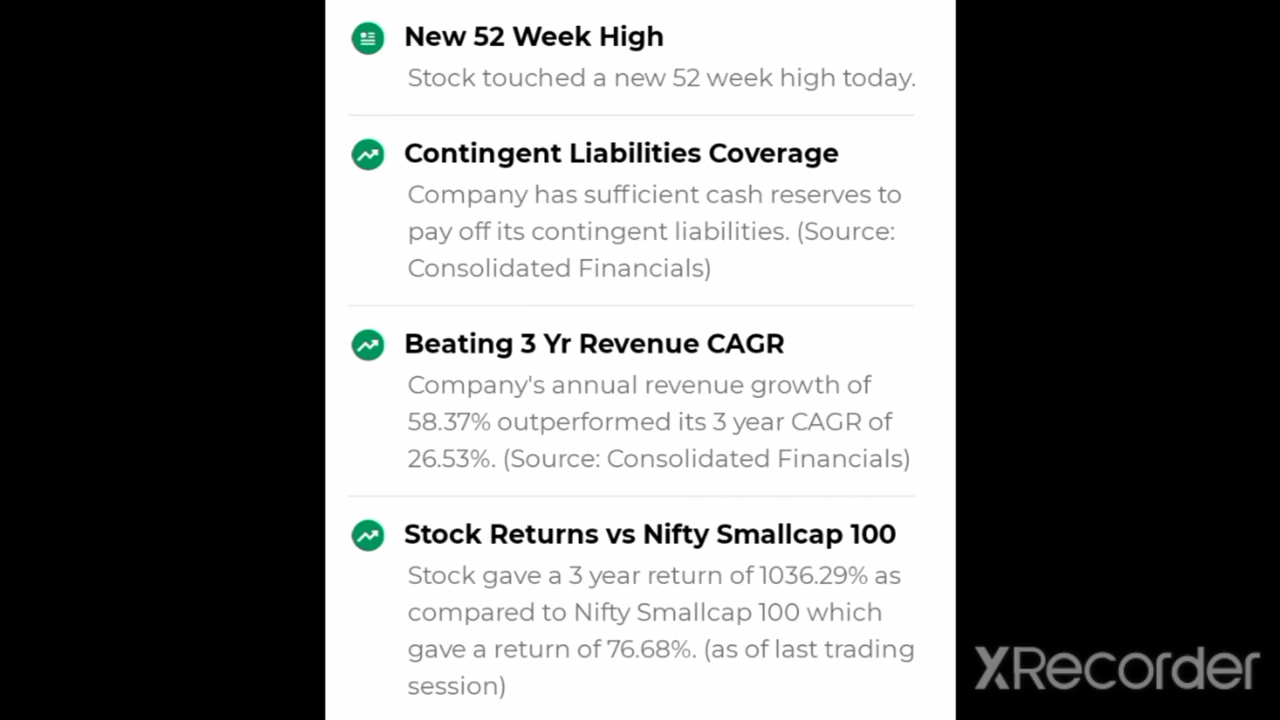 New 52 Week High
Stock touched a new 52 week high today.
Contingent Liabilities Coverage
Company has sufficient cash reserves to
pay off its contingent liabilities. (Source:
Consolidated Financials)
Beating 3 Yr Revenue CAGR
Company's annual revenue growth of
58.37% outperformed its 3 year CAGR of
26.53%. (Source: Consolidated Financials)
Stock Returns vs Nifty Smallcap 100
Stock gave a 3 year return of 1036.29% as
compared to Nifty Smallcap 100 which
gave a return of 76.68%. (as of last trading
session)
XRecorder